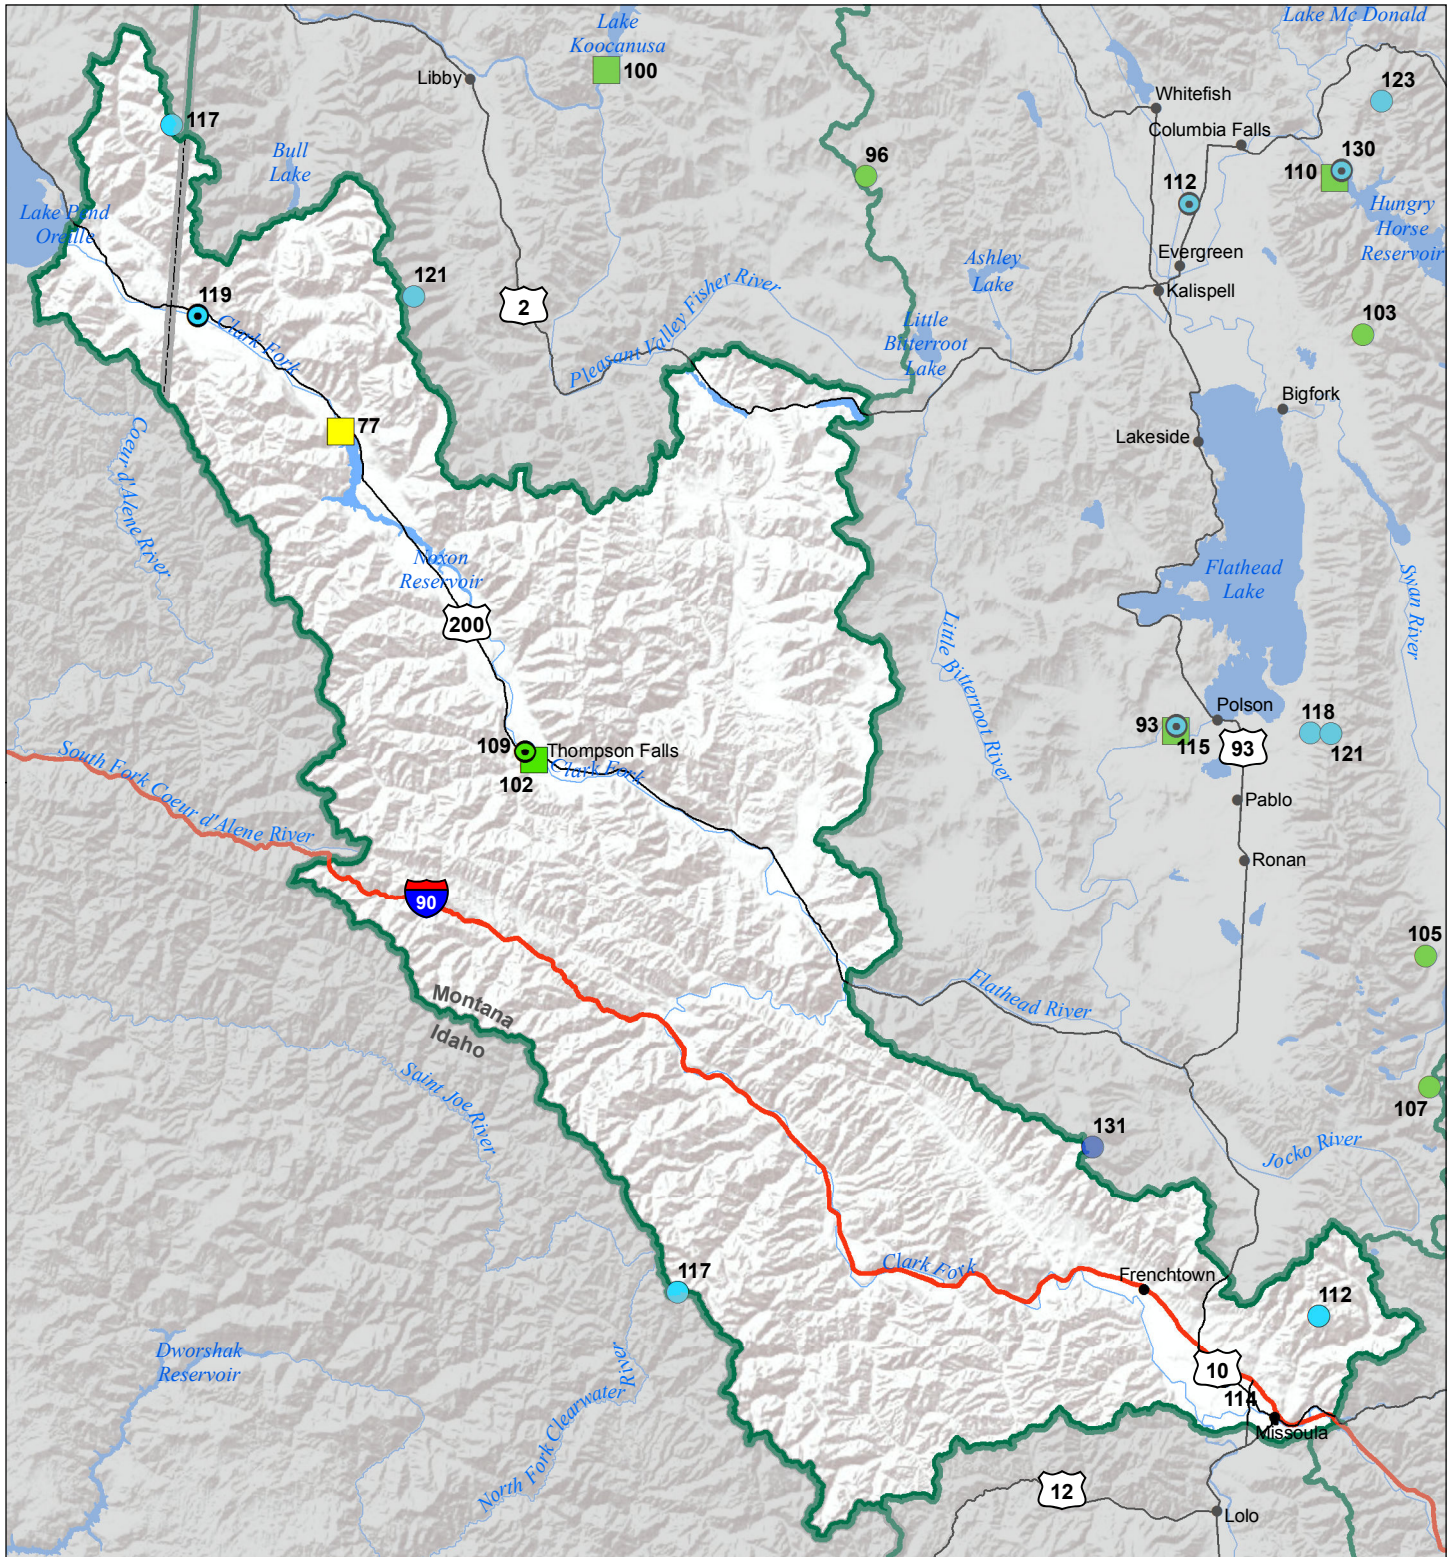 Lake Mc Donald
Lake
Koocanusa
100
Libby
123
Whitefish
117
Columbia Falls
Bull
Lake
96
130
110
112
Hungry
Horse
Reservoir
Lake Pend
Oreille
Evergreen
Ashley
Lake
121
Pleasant Valley Fisher River
Kalispell
119
2
103
Clark Fork
Little
Bitterroot
Lake
Bigfork
77
Lakeside
Coeur d'Alene River
Noxon
Reservoir
Flathead
Lake
Swan River
200
Little Bitterroot River
Polson
118
93
115
93
121
109
Thompson Falls
Clark Fork
102
South Fork Coeur d'Alene River
Pablo
Ronan
90
105
Flathead River
Montana
Idaho
Saint Joe River
107
131
Jocko River
Clark Fork
117
Frenchtown
112
Dworshak
Reservoir
10
North Fork Clearwater River
114
Missoula
12
Lolo